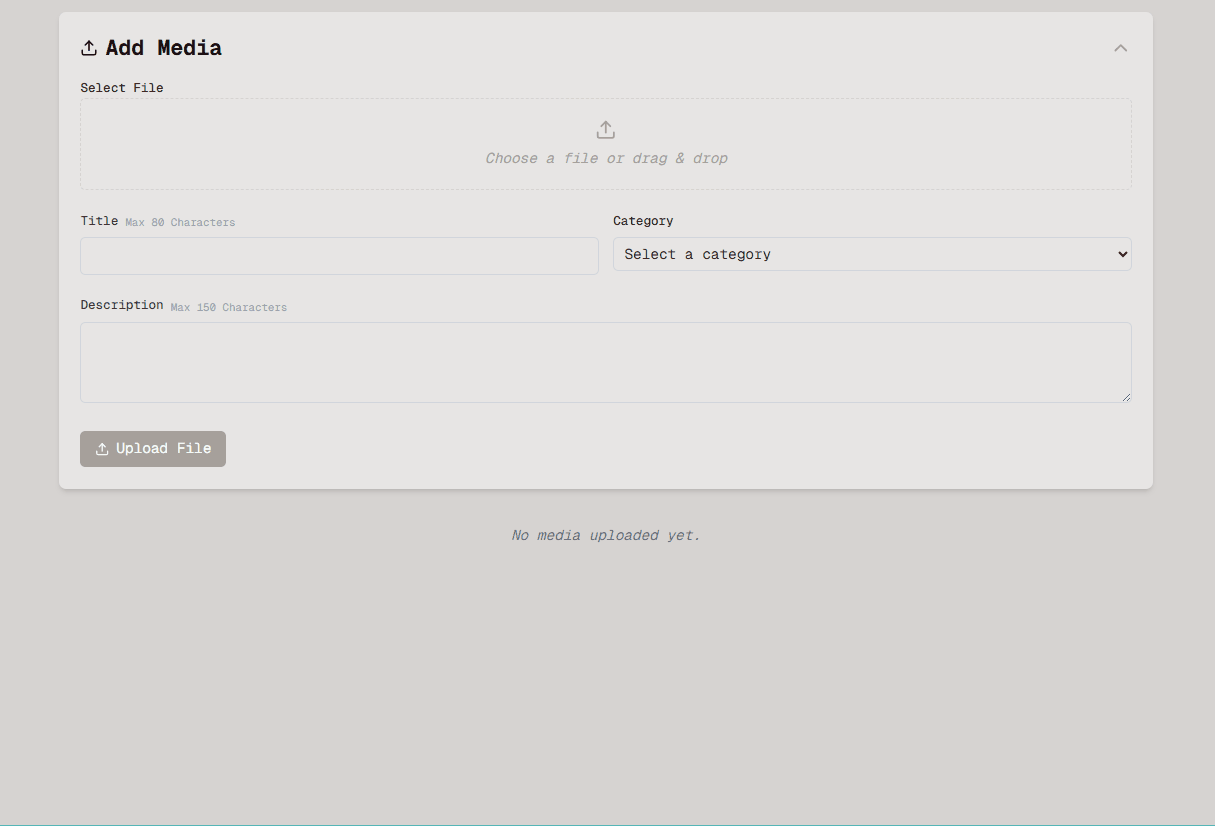 Add Media
Select File
Choose a file or drag & drop
Title Max 80 Characters
Category
Select a category
Description Max 150 Characters
Upload File
No media uploaded yet.